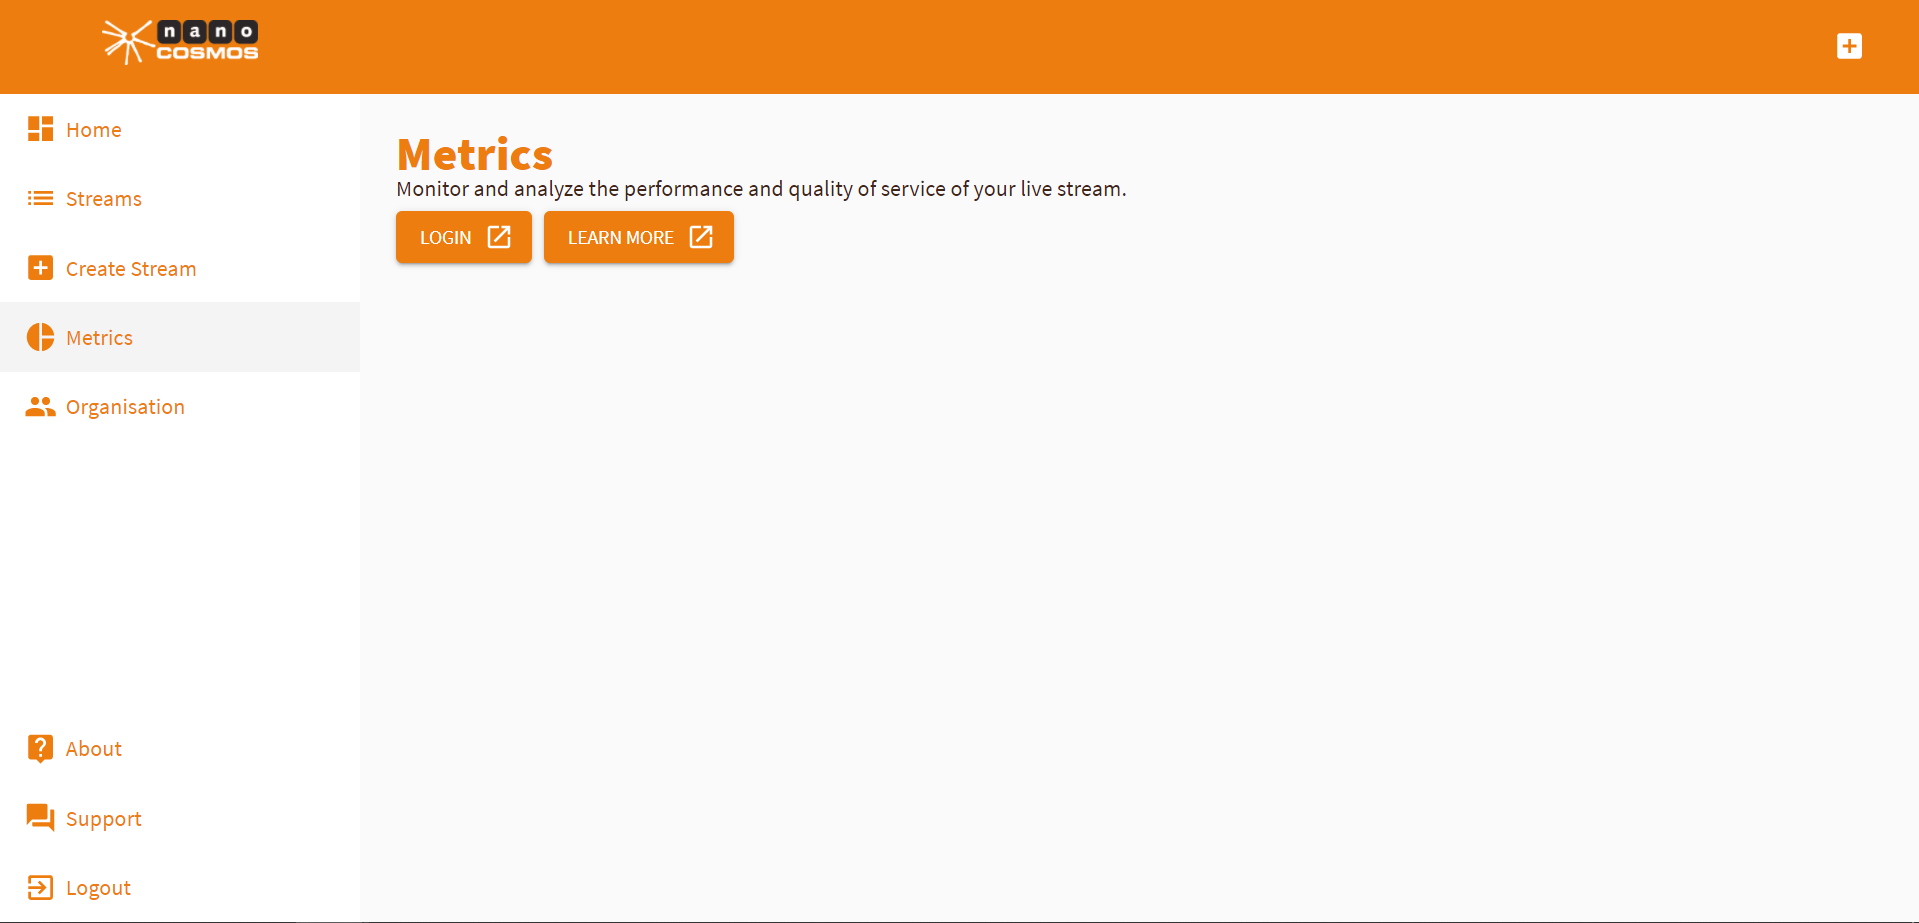 nano
COSMOS
Home
Streams
Create Stream
Metrics
Organisation
About
Support
Logout
Metrics
Monitor and analyze the performance and quality of service of your live stream.
LOGIN
LEARN MORE